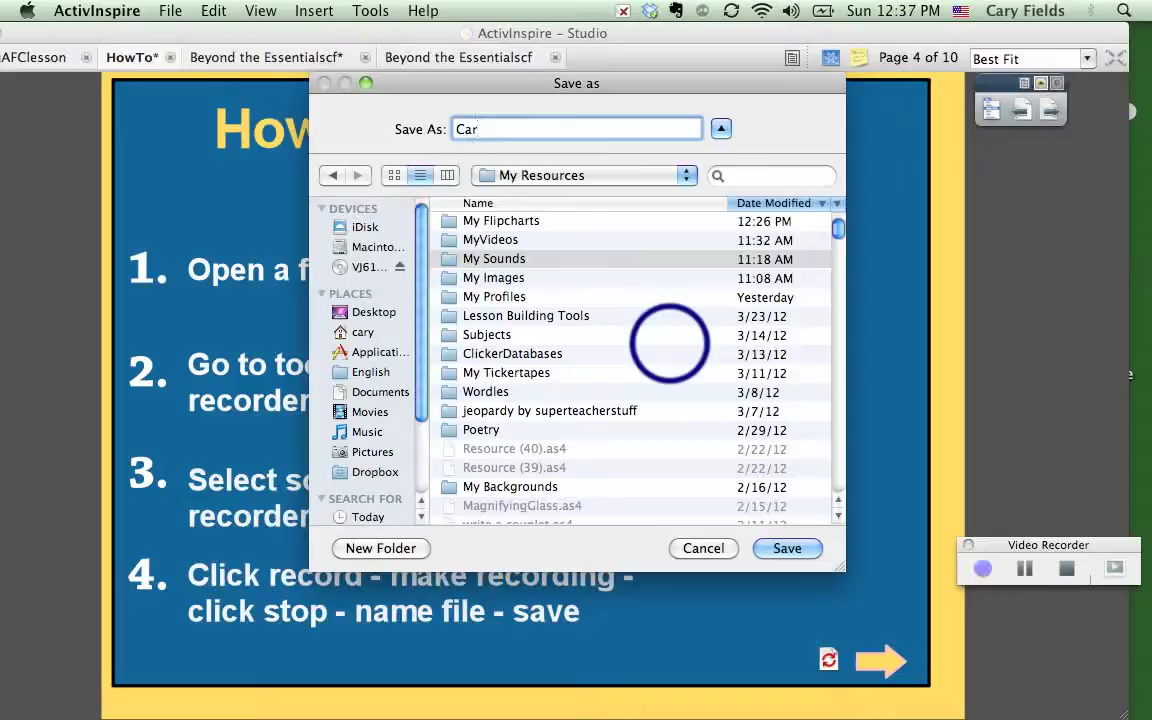 ActivInspire File Edit View Insert Tools Help Sun 12:37 PM Cary Fields
ActivInspire - Studio
AFClesson HowTo* Beyond the Essentialscf* Beyond the Essentialscf Page 4 of 10 Best Fit
How
1. Open a f
2. Go to too
recorder
3. Select so
recorder
4. Click record - make recording -
click stop - name file - save
Save as
Save As: Car
My Resources
Name Date Modified
DEVICES
iDisk
Macinto...
VJ61...
PLACES
Desktop
cary
Applicati...
English
Documents
Movies
Music
Pictures
Dropbox
SEARCH FOR
Today
My Flipcharts 12:26 PM
MyVideos 11:32 AM
My Sounds 11:18 AM
My Images 11:08 AM
My Profiles Yesterday
Lesson Building Tools 3/23/12
Subjects 3/14/12
ClickerDatabases 3/13/12
My Tickertapes 3/11/12
Wordles 3/8/12
jeopardy by superteacherstuff 3/7/12
Poetry 2/29/12
Resource (40).as4 2/22/12
Resource (39).as4 2/22/12
My Backgrounds 2/16/12
MagnifyingGlass.as4 2/15/12
write a couplet.as4
New Folder Cancel Save
Video Recorder